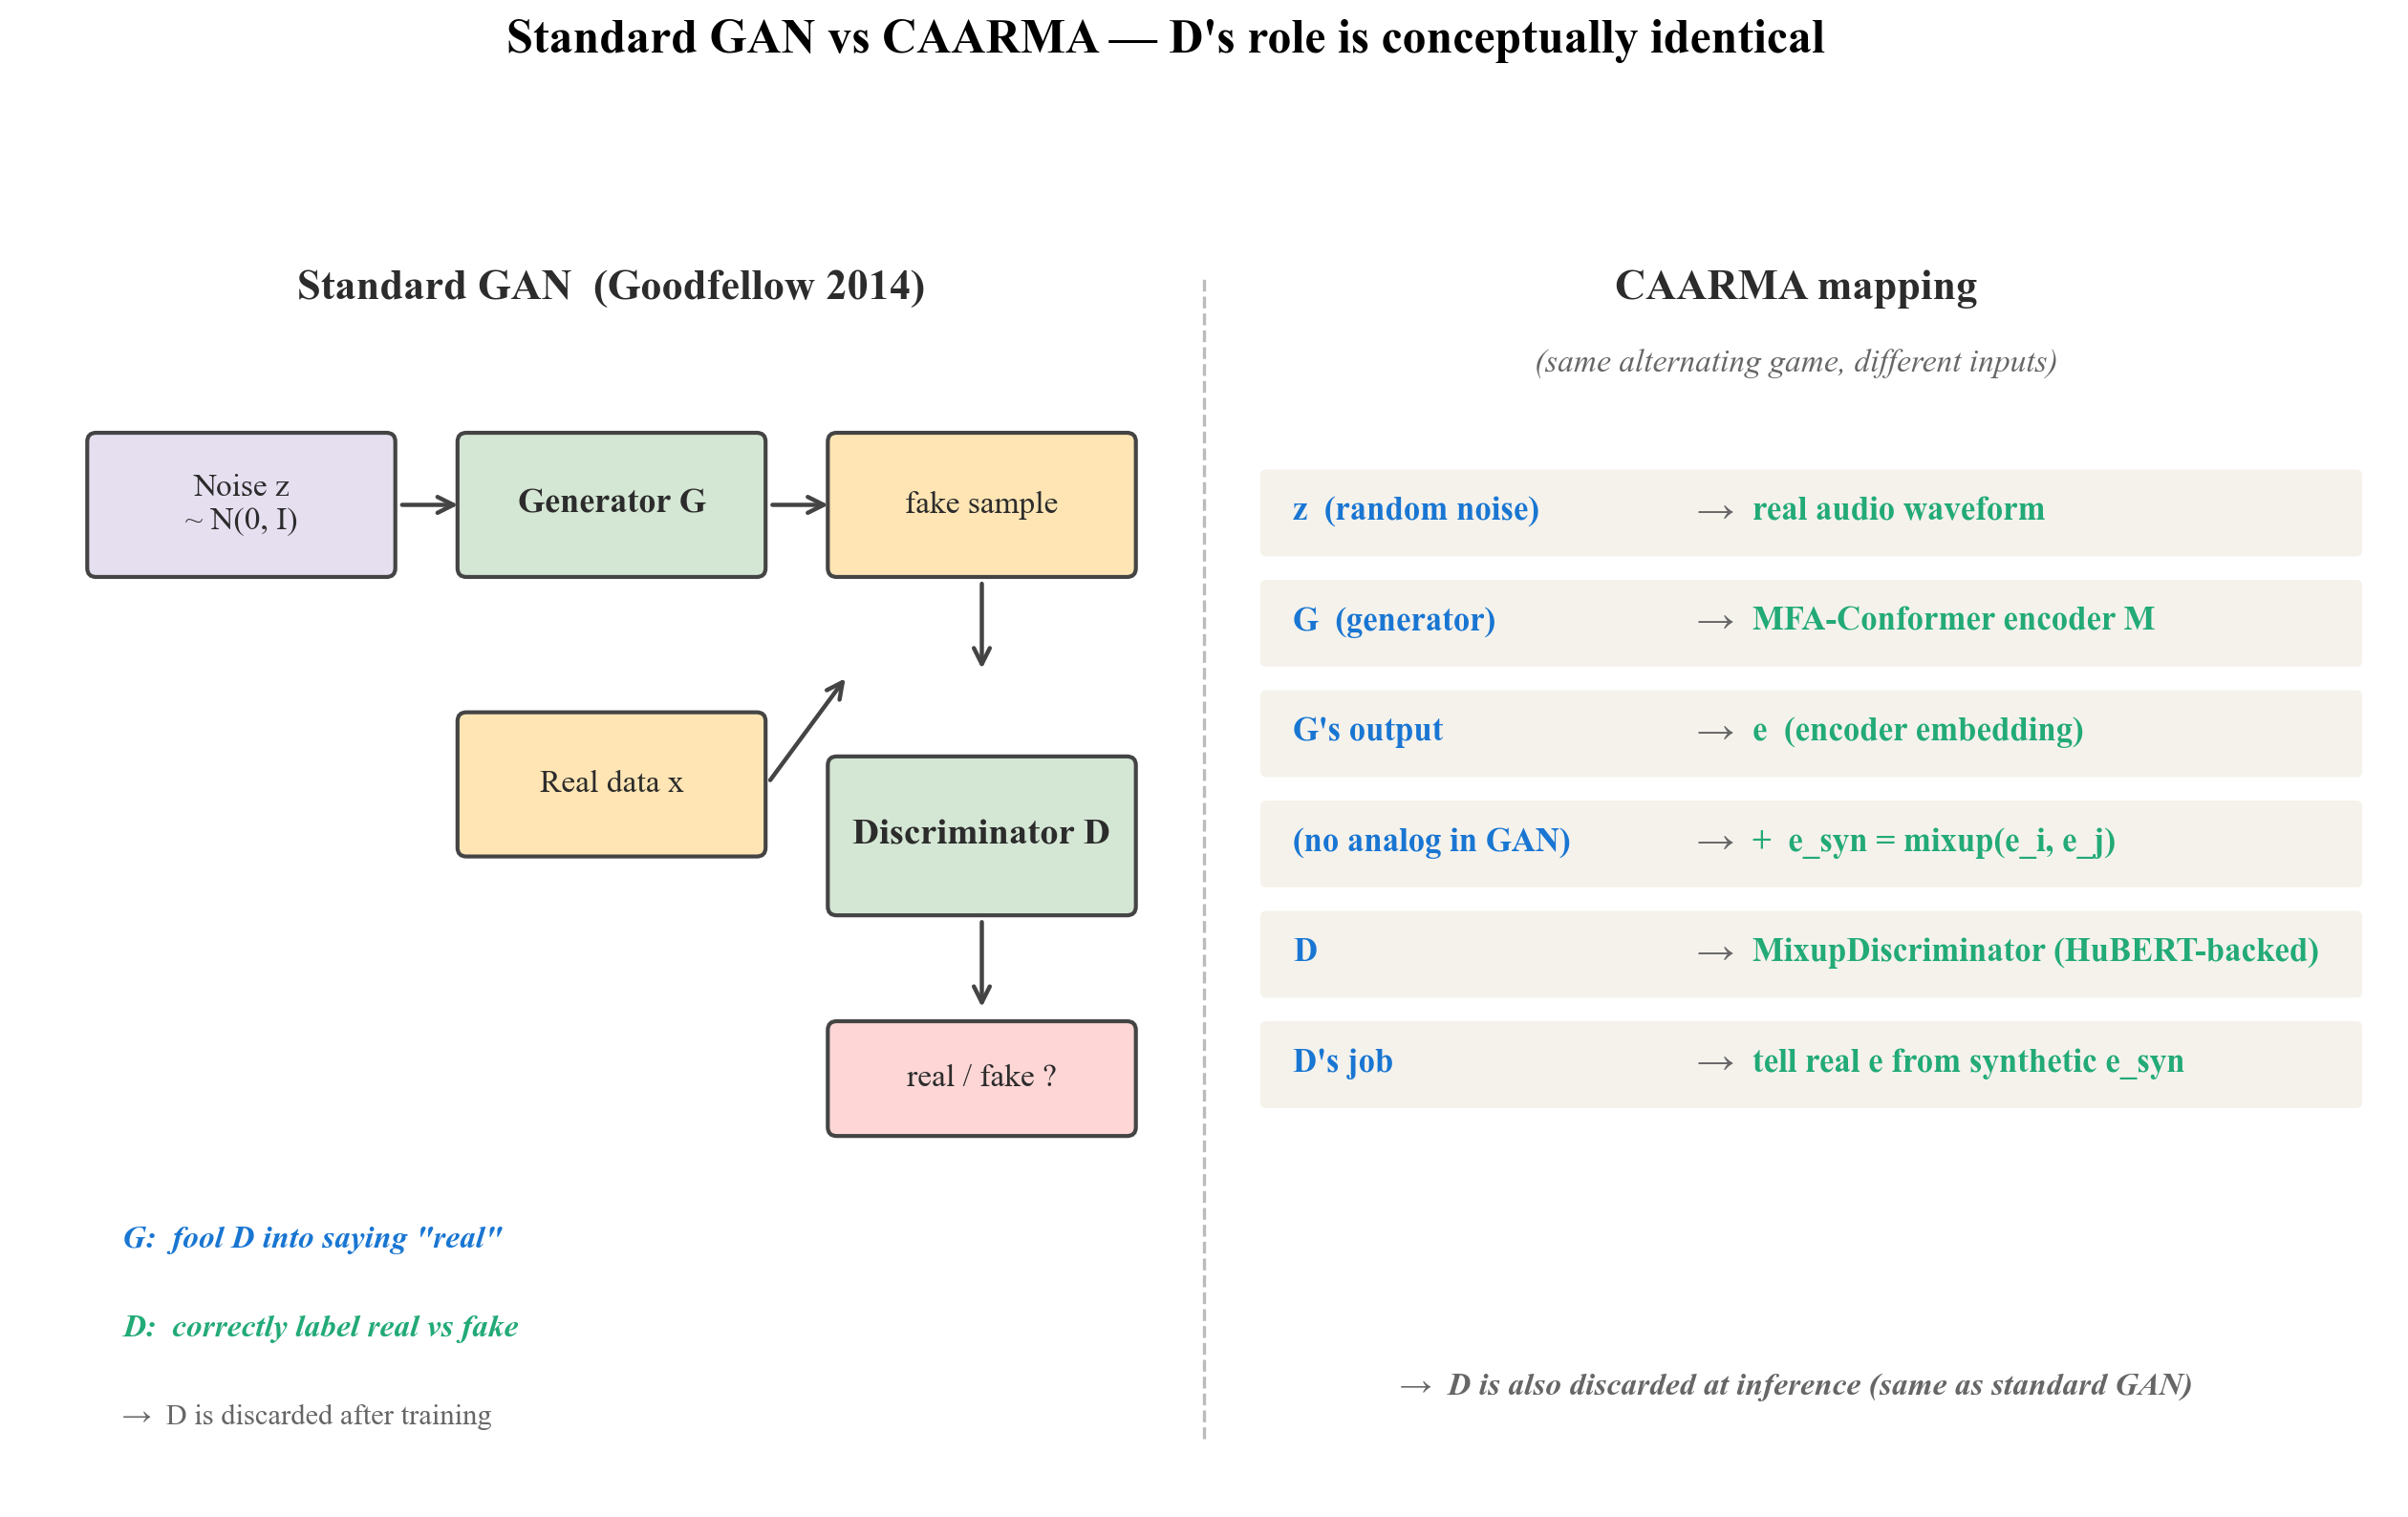 Standard GAN vs CAARMA — D's role is conceptually identical
Standard GAN (Goodfellow 2014)
Noise z
~ N(0, I)
Generator G
fake sample
Real data x
Discriminator D
real / fake ?
G: fool D into saying "real"
D: correctly label real vs fake
→ D is discarded after training
CAARMA mapping
(same alternating game, different inputs)
z (random noise) → real audio waveform
G (generator) → MFA-Conformer encoder M
G's output → e (encoder embedding)
(no analog in GAN) → + e_syn = mixup(e_i, e_j)
D → MixupDiscriminator (HuBERT-backed)
D's job → tell real e from synthetic e_syn
→ D is also discarded at inference (same as standard GAN)